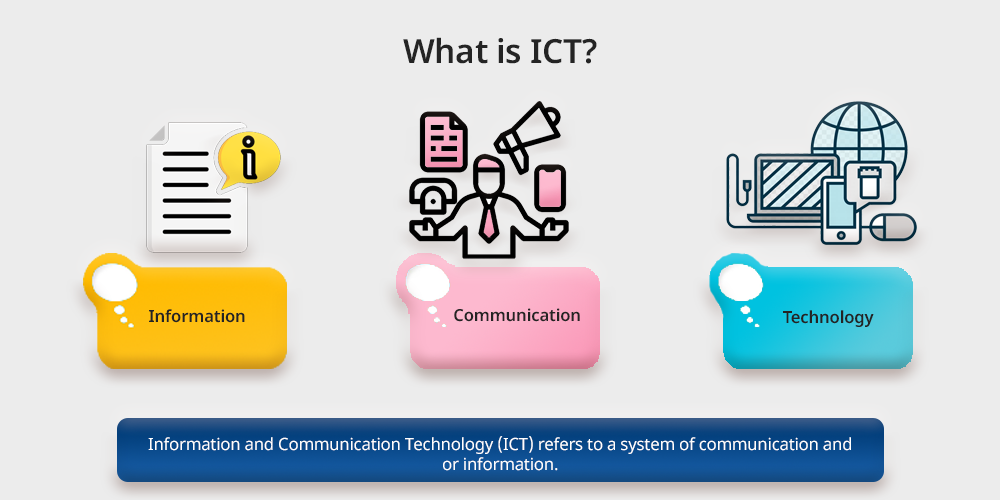 What is ICT?
i
Information
Communication
Technology
Information and Communication Technology (ICT) refers to a system of communication and
or information.